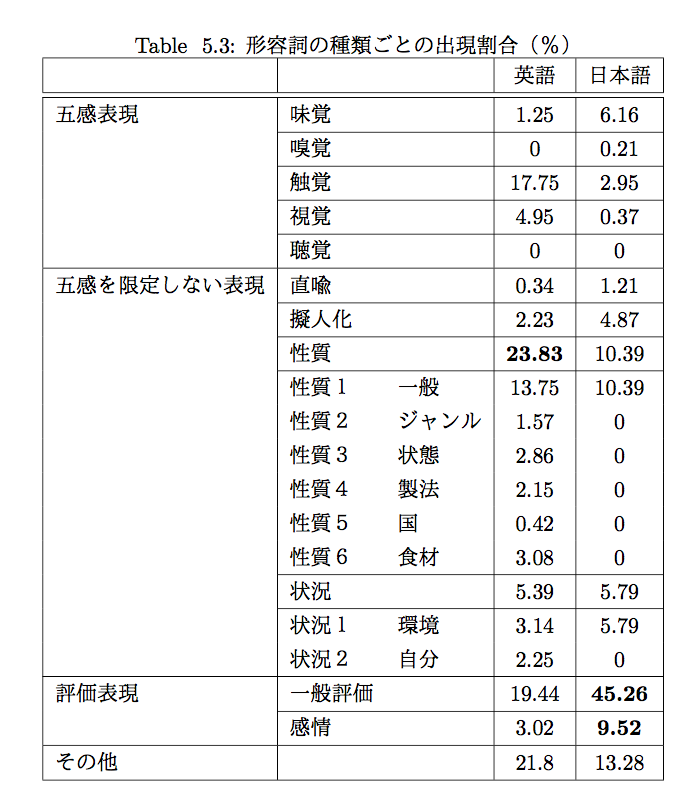 Table 5.3: 形容詞の種類ごとの出現割合（％）
英語 日本語
五感表現 味覚 1.25 6.16
嗅覚 0 0.21
触覚 17.75 2.95
視覚 4.95 0.37
聴覚 0 0
五感を限定しない表現 直喩 0.34 1.21
擬人化 2.23 4.87
性質 23.83 10.39
性質１ 一般 13.75 10.39
性質２ ジャンル 1.57 0
性質３ 状態 2.86 0
性質４ 製法 2.15 0
性質５ 国 0.42 0
性質６ 食材 3.08 0
状況 5.39 5.79
状況１ 環境 3.14 5.79
状況２ 自分 2.25 0
評価表現 一般評価 19.44 45.26
感情 3.02 9.52
その他 21.8 13.28